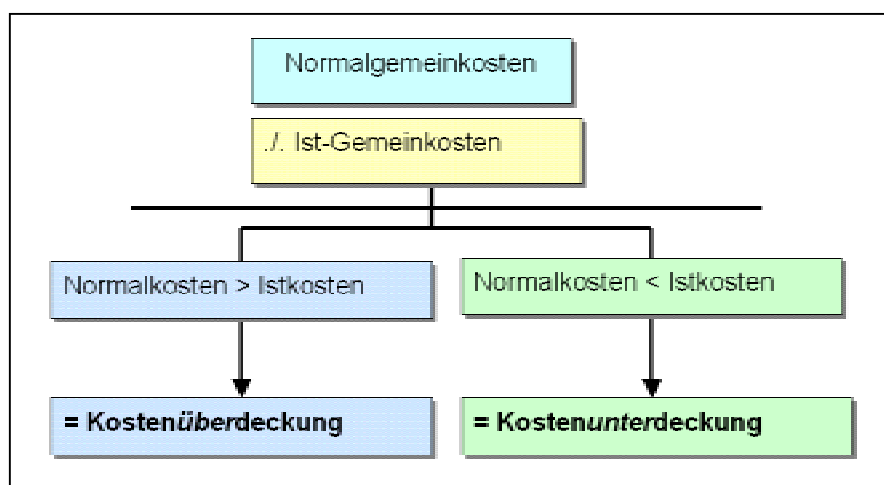 Normalgemeinkosten
./. Ist-Gemeinkosten
Normalkosten > Istkosten
Normalkosten < Istkosten
= Kostenüberdeckung
= Kostenunterdeckung